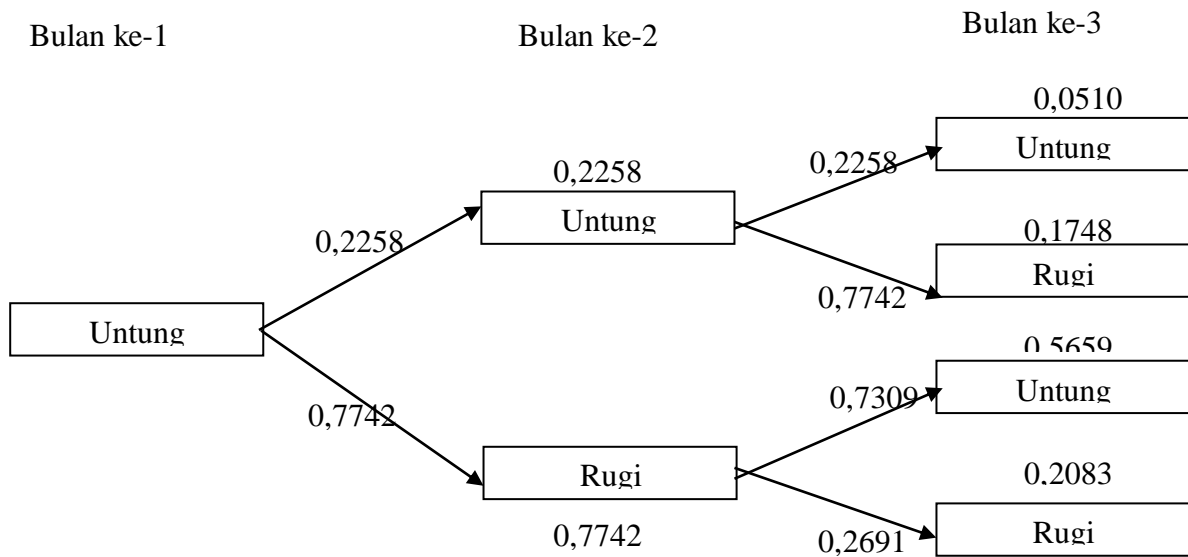 Bulan ke-1
Bulan ke-2
Bulan ke-3
0,0510
Untung
0,2258
0,2258
Untung
0,2258
0,1748
Rugi
0,7742
Untung
0,5659
Untung
0,7309
0,7742
Rugi
0,7742
0,2083
Rugi
0,2691